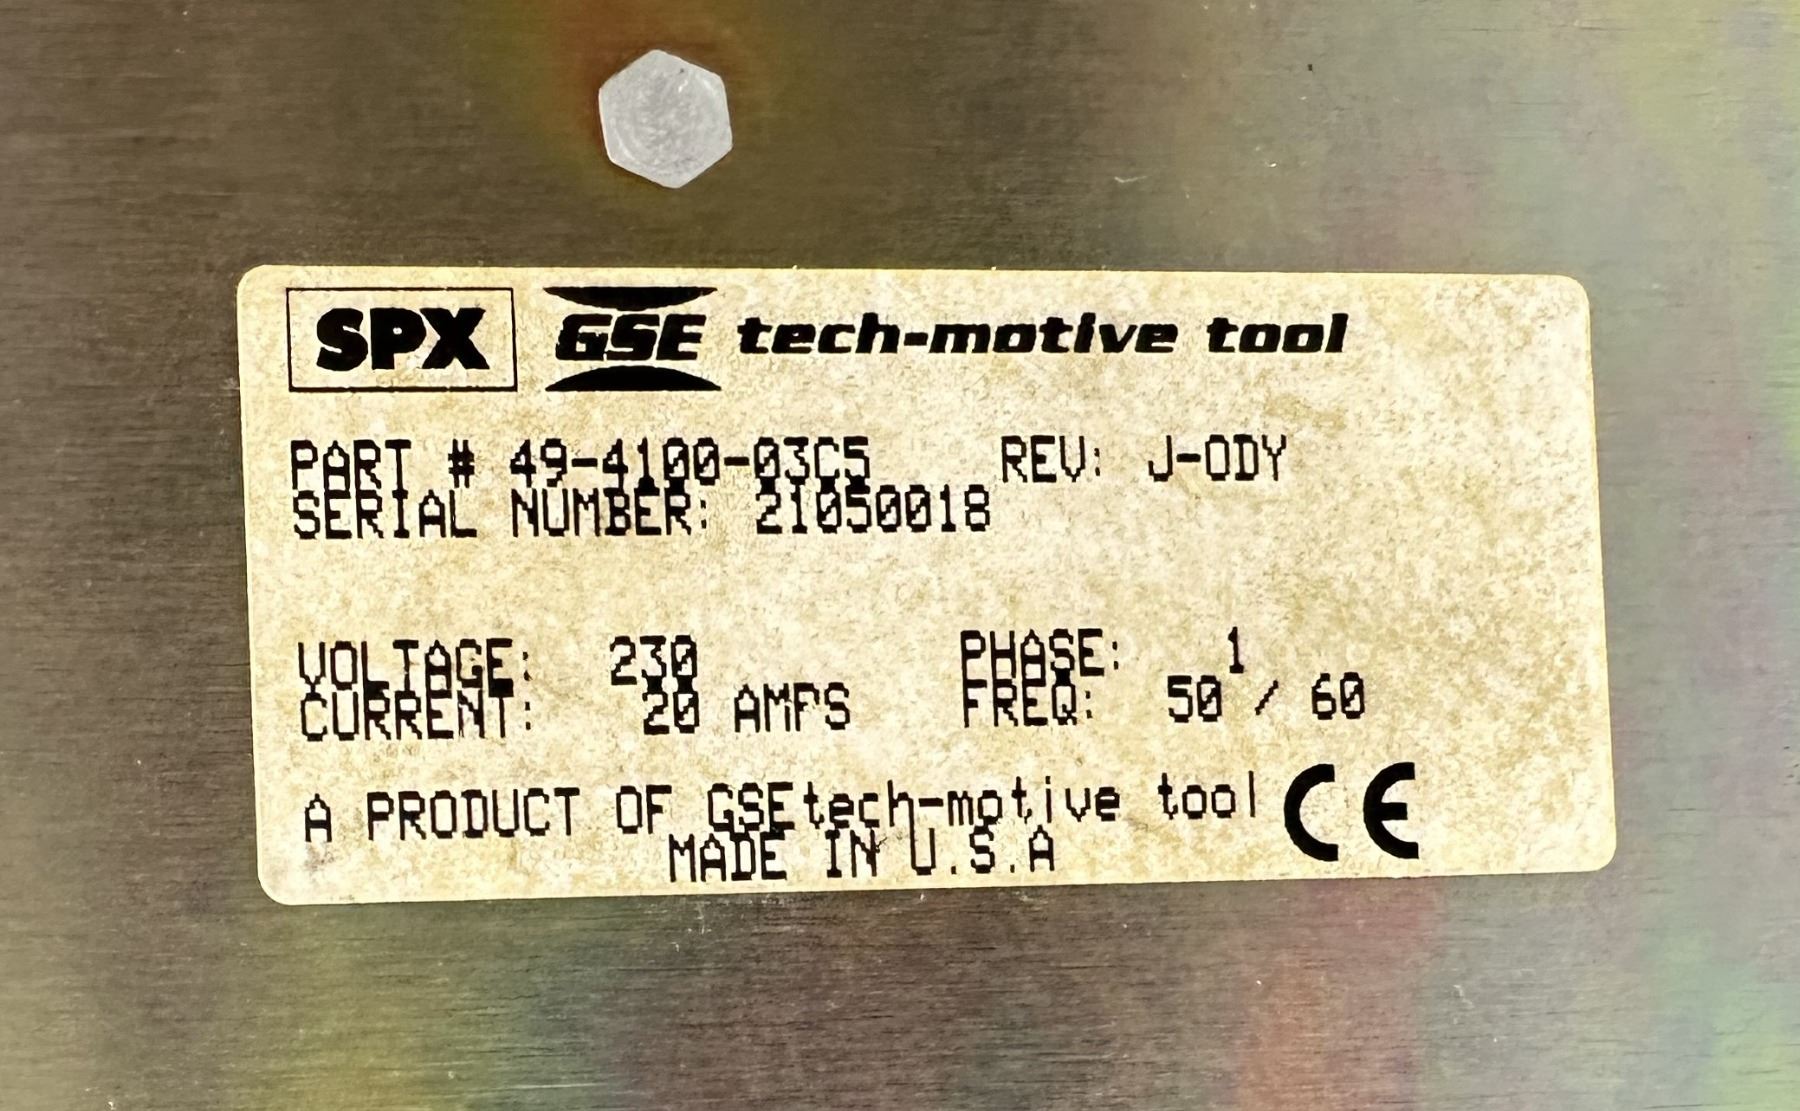 SPX GSE tech-motive tool
PART # 49-4100-03C5 REV: J-ODY
SERIAL NUMBER: 21050018
VOLTAGE: 230 PHASE: 1
CURRENT: 20 AMPS FREQ: 50 / 60
A PRODUCT OF GSEtech-motive tool CE
MADE IN U.S.A